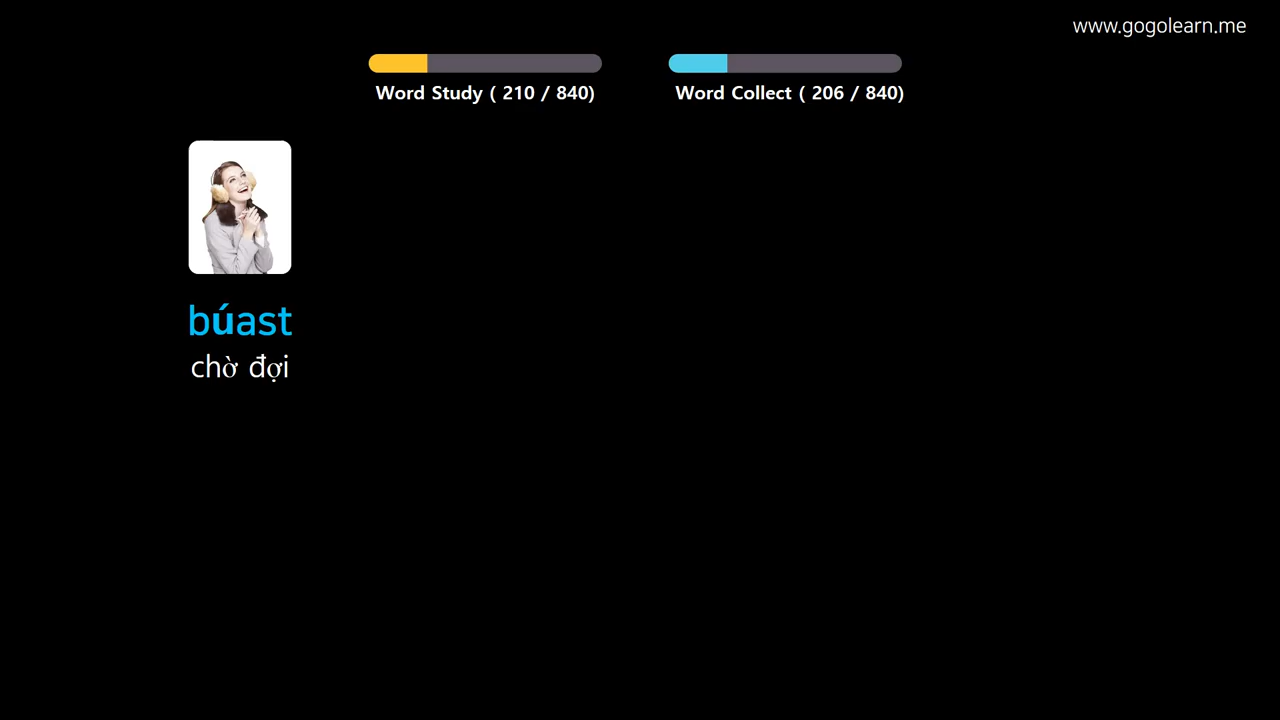 www.gogolearn.me
Word Study ( 210 / 840)
Word Collect ( 206 / 840)
búast
chờ đợi